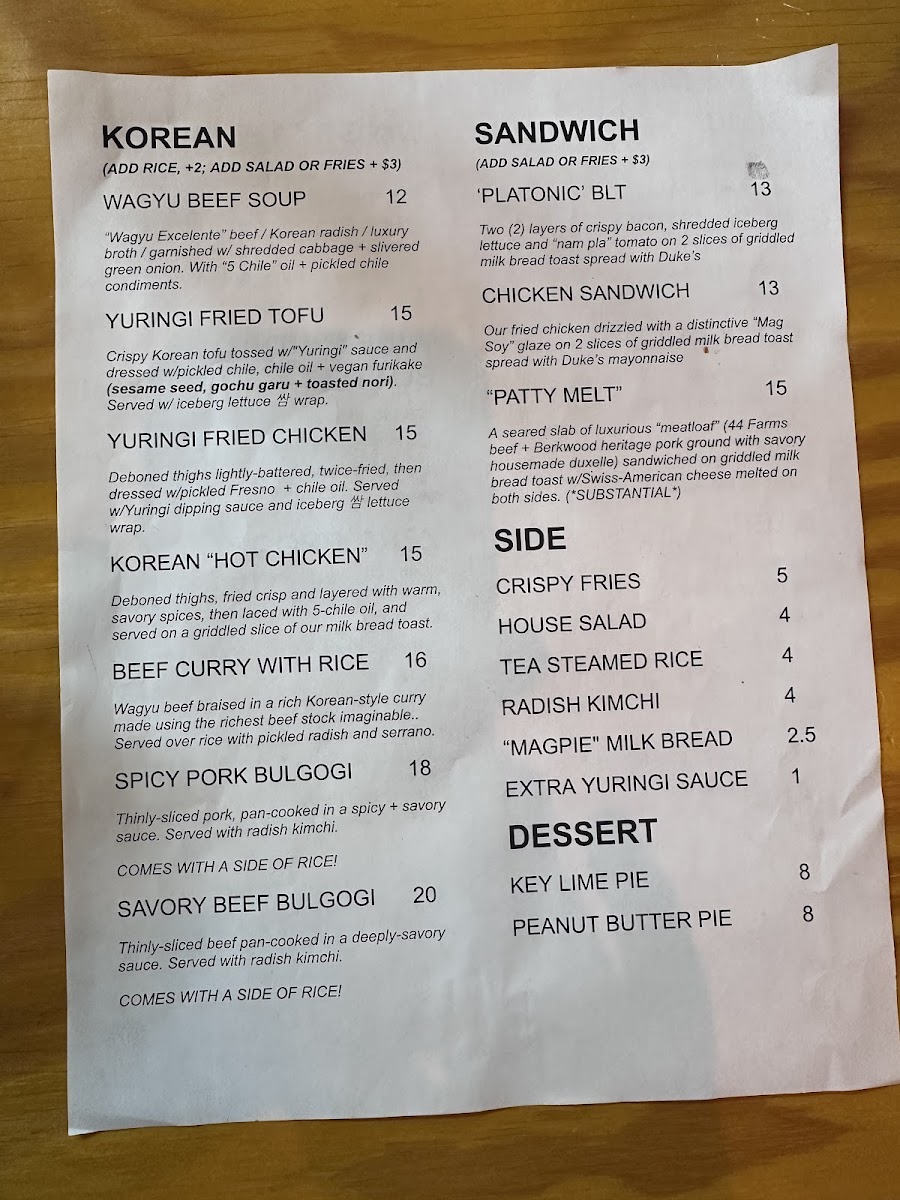 KOREAN
(ADD RICE, +2; ADD SALAD OR FRIES + $3)
WAGYU BEEF SOUP 12
“Wagyu Excelente” beef / Korean radish / luxury
broth / garnished w/ shredded cabbage + slivered
green onion. With “5 Chile” oil + pickled chile
condiments.
YURINGI FRIED TOFU 15
Crispy Korean tofu tossed w/"Yuringi" sauce and
dressed w/pickled chile, chile oil + vegan furikake
(sesame seed, gochu garu + toasted nori).
Served w/ iceberg lettuce 쌈 wrap.
YURINGI FRIED CHICKEN 15
Deboned thighs lightly-battered, twice-fried, then
dressed w/pickled Fresno + chile oil. Served
w/Yuringi dipping sauce and iceberg 쌈 lettuce
wrap.
KOREAN “HOT CHICKEN” 15
Deboned thighs, fried crisp and layered with warm,
savory spices, then laced with 5-chile oil, and
served on a griddled slice of our milk bread toast.
BEEF CURRY WITH RICE 16
Wagyu beef braised in a rich Korean-style curry
made using the richest beef stock imaginable..
Served over rice with pickled radish and serrano.
SPICY PORK BULGOGI 18
Thinly-sliced pork, pan-cooked in a spicy + savory
sauce. Served with radish kimchi.
COMES WITH A SIDE OF RICE!
SAVORY BEEF BULGOGI 20
Thinly-sliced beef pan-cooked in a deeply-savory
sauce. Served with radish kimchi.
COMES WITH A SIDE OF RICE!
SANDWICH
(ADD SALAD OR FRIES + $3)
‘PLATONIC’ BLT 13
Two (2) layers of crispy bacon, shredded iceberg
lettuce and “nam pla” tomato on 2 slices of griddled
milk bread toast spread with Duke’s
CHICKEN SANDWICH 13
Our fried chicken drizzled with a distinctive “Mag
Soy” glaze on 2 slices of griddled milk bread toast
spread with Duke’s mayonnaise
“PATTY MELT” 15
A seared slab of luxurious “meatloaf” (44 Farms
beef + Berkwood heritage pork ground with savory
housemade duxelle) sandwiched on griddled milk
bread toast w/Swiss-American cheese melted on
both sides. (*SUBSTANTIAL*)
SIDE
CRISPY FRIES 5
HOUSE SALAD 4
TEA STEAMED RICE 4
RADISH KIMCHI 4
“MAGPIE" MILK BREAD 2.5
EXTRA YURINGI SAUCE 1
DESSERT
KEY LIME PIE 8
PEANUT BUTTER PIE 8